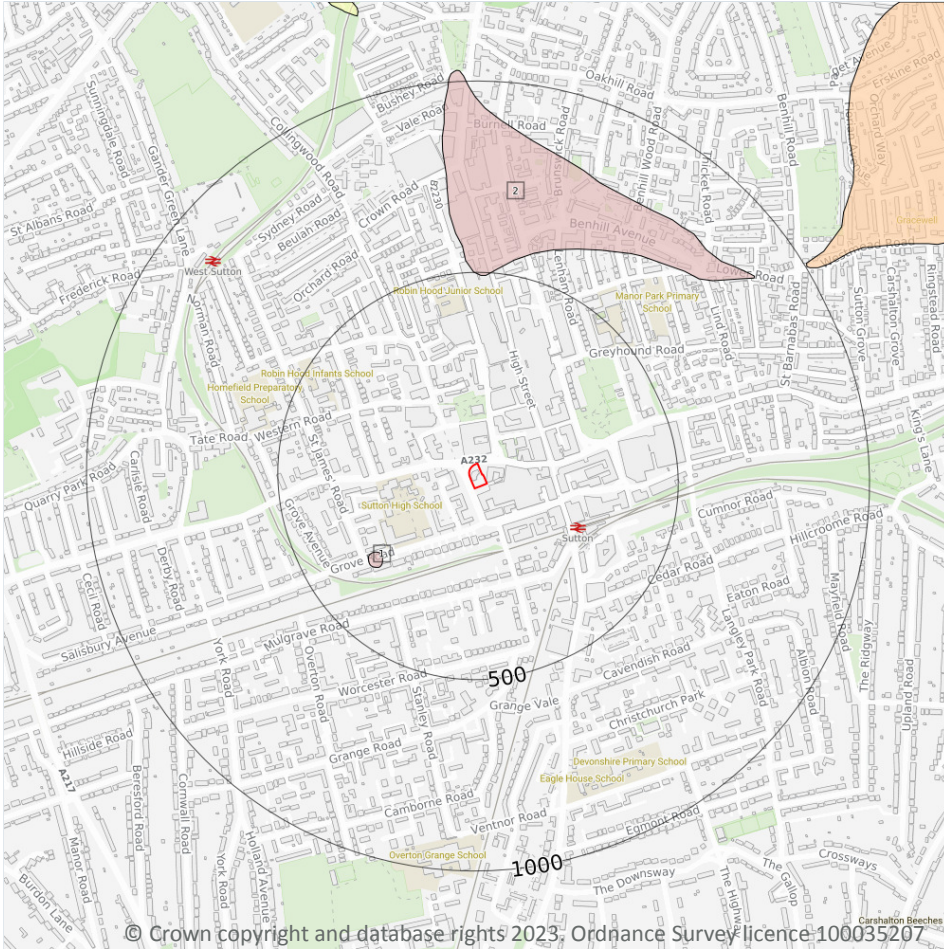 Oakhill Road
Bushey Road
Vale Road
Burnell Road
Collingwood Road
Sunningdale Road
Gander Green Lane
Benhill Wood Road
Benhill Road
Orchard Way
2
St Albans Road
Sydney Road
Beulah Road
Crown Road
B2230
Benhill Avenue
Gracewell
West Sutton
Orchard Road
Frederick Road
Robin Hood Junior School
Manor Park Primary
School
Lind Road
St Barnabas Road
Sutton Grove
Carshalton Grove
Ringstead Road
Norman Road
High Street
Greyhound Road
Robin Hood Infants School
Homefield Preparatory
School
Western Road
Tate Road
St James' Road
King's Lane
A232
Quarry Park Road
Carlisle Road
Sutton High School
Cumnor Road
Hillcroome Road
Grove Avenue
Sutton
Grove Road
Derby Road
Cecil Road
Cedar Road
Eaton Road
Mayfield Road
Salisbury Avenue
Mulgrave Road
Langley Park Road
Albion Road
The Ridgway
Upland Road
York Road
Overton Road
Worcester Road
500
Cavendish Road
Stanley Road
Grange Vale
Christchurch Park
Hillside Road
Grange Road
Devonshire Primary School
Eagle House School
A217
Beresford Road
Cornwall Road
Camborne Road
Ventnor Road
Egmont Road
York Road
Holland Avenue
Overton Grange School
1000
Manor Road
Burdon Lane
The Downsway
The Highway
The Gallop
Crossways
Carshalton Beeches
© Crown copyright and database rights 2023. Ordnance Survey licence 100035207